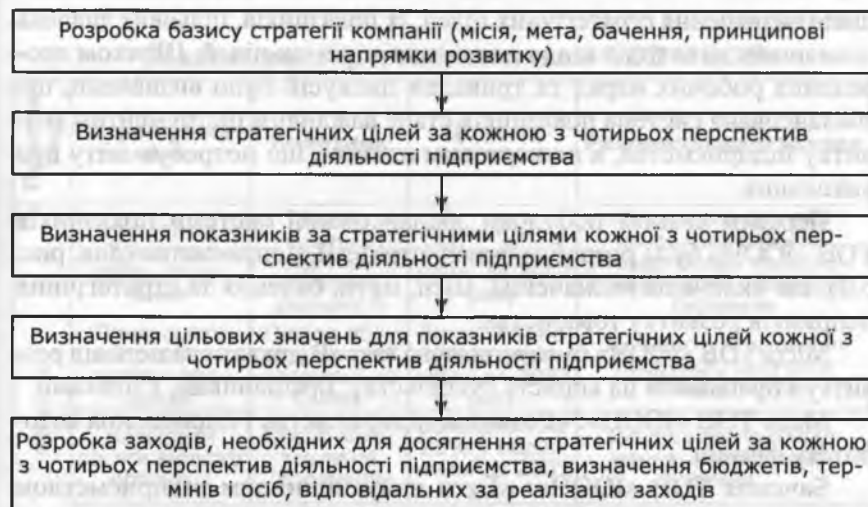 Розробка базису стратегії компанії (місія, мета, бачення, принципові
напрямки розвитку)
Визначення стратегічних цілей за кожною з чотирьох перспектив
діяльності підприємства
Визначення показників за стратегічними цілями кожної з чотирьох пер-
спектив діяльності підприємства
Визначення цільових значень для показників стратегічних цілей кожної з
чотирьох перспектив діяльності підприємства
Розробка заходів, необхідних для досягнення стратегічних цілей за кожною
з чотирьох перспектив діяльності підприємства, визначення бюджетів, тер-
мінів і осіб, відповідальних за реалізацію заходів